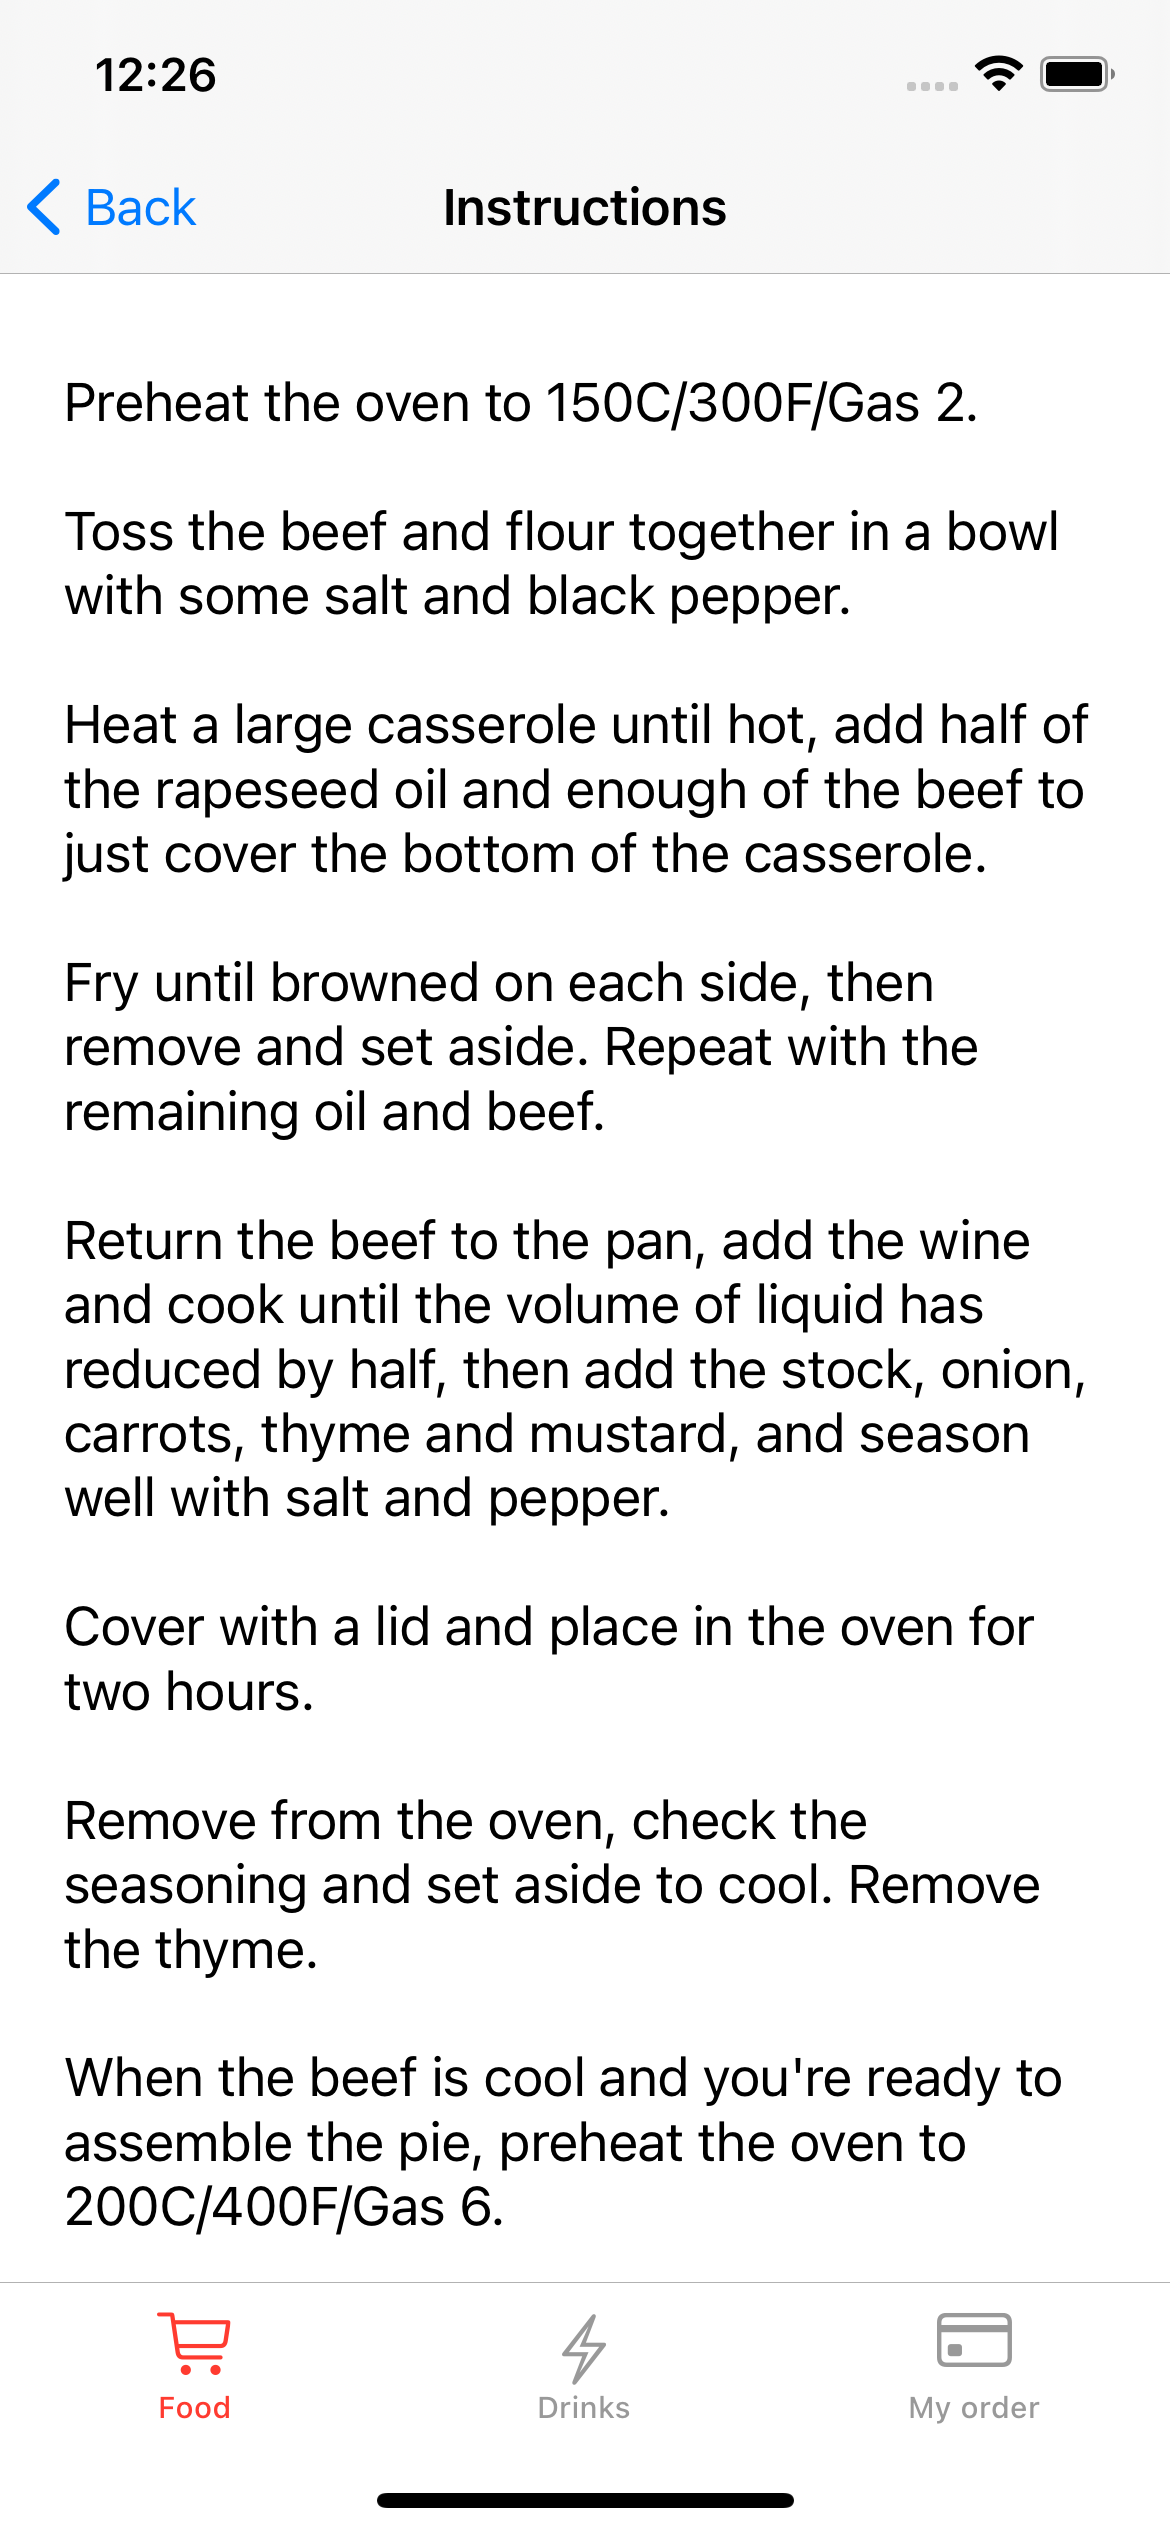 12:26
Back
Instructions
Preheat the oven to 150C/300F/Gas 2.
Toss the beef and flour together in a bowl
with some salt and black pepper.
Heat a large casserole until hot, add half of
the rapeseed oil and enough of the beef to
just cover the bottom of the casserole.
Fry until browned on each side, then
remove and set aside. Repeat with the
remaining oil and beef.
Return the beef to the pan, add the wine
and cook until the volume of liquid has
reduced by half, then add the stock, onion,
carrots, thyme and mustard, and season
well with salt and pepper.
Cover with a lid and place in the oven for
two hours.
Remove from the oven, check the
seasoning and set aside to cool. Remove
the thyme.
When the beef is cool and you're ready to
assemble the pie, preheat the oven to
200C/400F/Gas 6.
Food
Drinks
My order